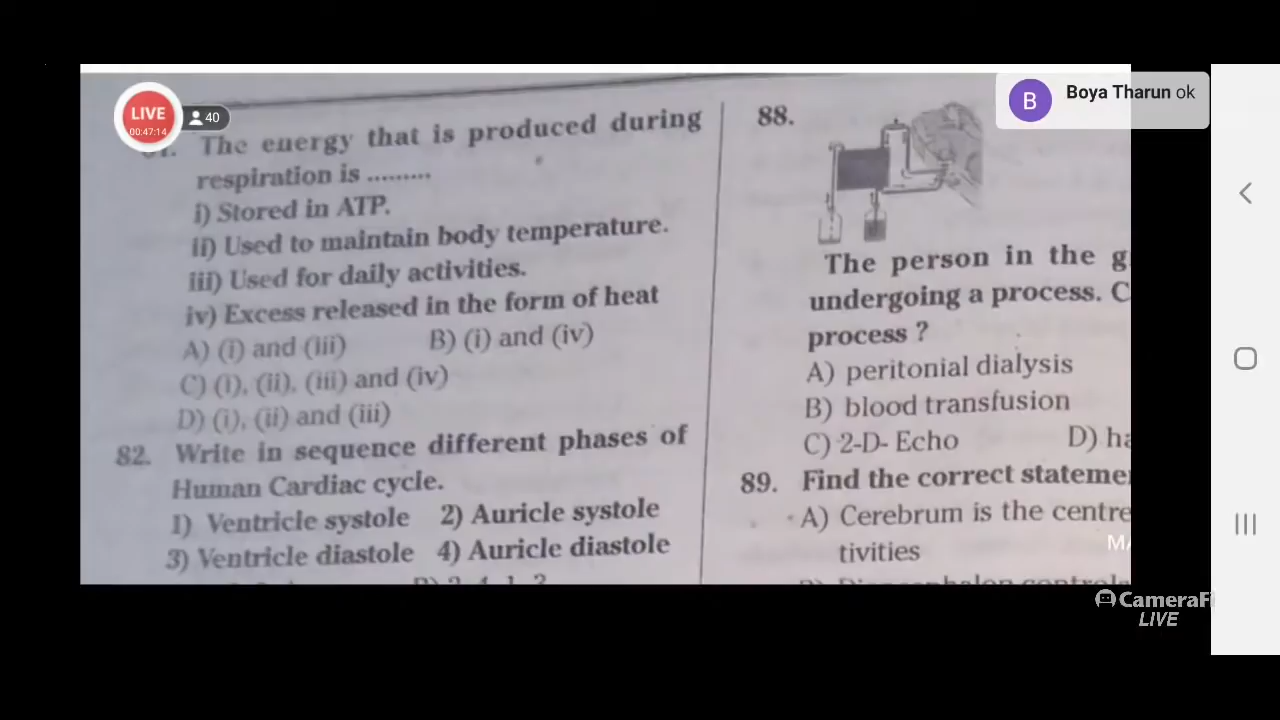 LIVE
00:47:14
40
The energy that is produced during
respiration is .........
i) Stored in ATP.
ii) Used to maintain body temperature.
iii) Used for daily activities.
iv) Excess released in the form of heat
A) (i) and (iii) B) (i) and (iv)
C) (i), (ii), (iii) and (iv)
D) (i), (ii) and (iii)
82. Write in sequence different phases of
Human Cardiac cycle.
1) Ventricle systole 2) Auricle systole
3) Ventricle diastole 4) Auricle diastole
88.
The person in the g
undergoing a process. C
process ?
A) peritonial dialysis
B) blood transfusion
C) 2-D- Echo D) ha
89. Find the correct stateme
A) Cerebrum is the centre
tivities
B
Boya Tharun ok
CameraFi
LIVE